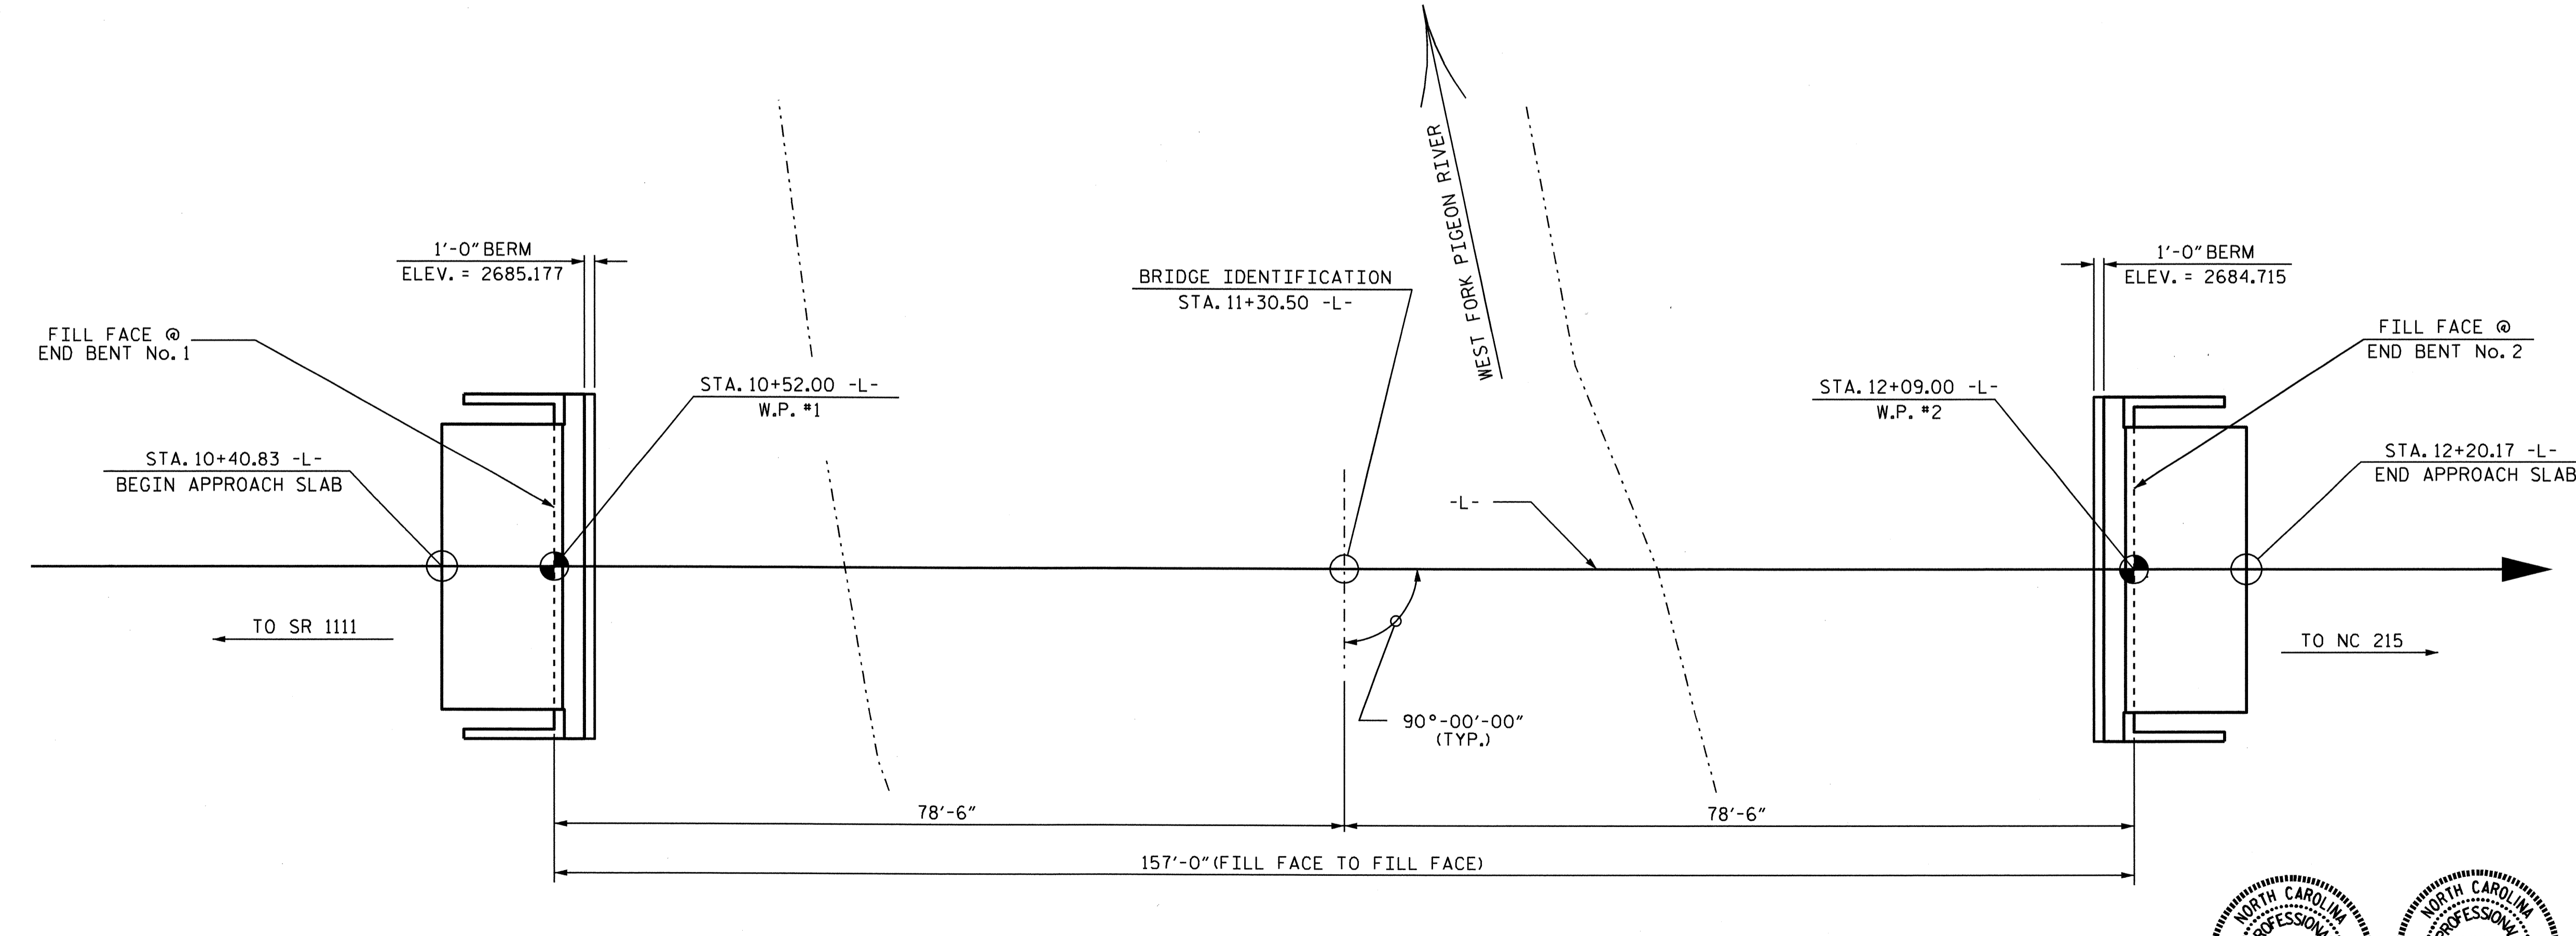 WEST FORK PIGEON RIVER
1'-0" BERM
ELEV. = 2685.177
BRIDGE IDENTIFICATION
STA. 11+30.50 -L-
1'-0" BERM
ELEV. = 2684.715
FILL FACE @
END BENT No. 1
FILL FACE @
END BENT No. 2
STA. 10+52.00 -L-
W.P. #1
STA. 12+09.00 -L-
W.P. #2
STA. 10+40.83 -L-
BEGIN APPROACH SLAB
STA. 12+20.17 -L-
END APPROACH SLAB
-L-
TO SR 1111
TO NC 215
90°-00'-00"
(TYP.)
78'-6"
78'-6"
157'-0" (FILL FACE TO FILL FACE)
NORTH CAROLINA
PROFESSIONAL
NORTH CAROLINA
PROFESSIONAL